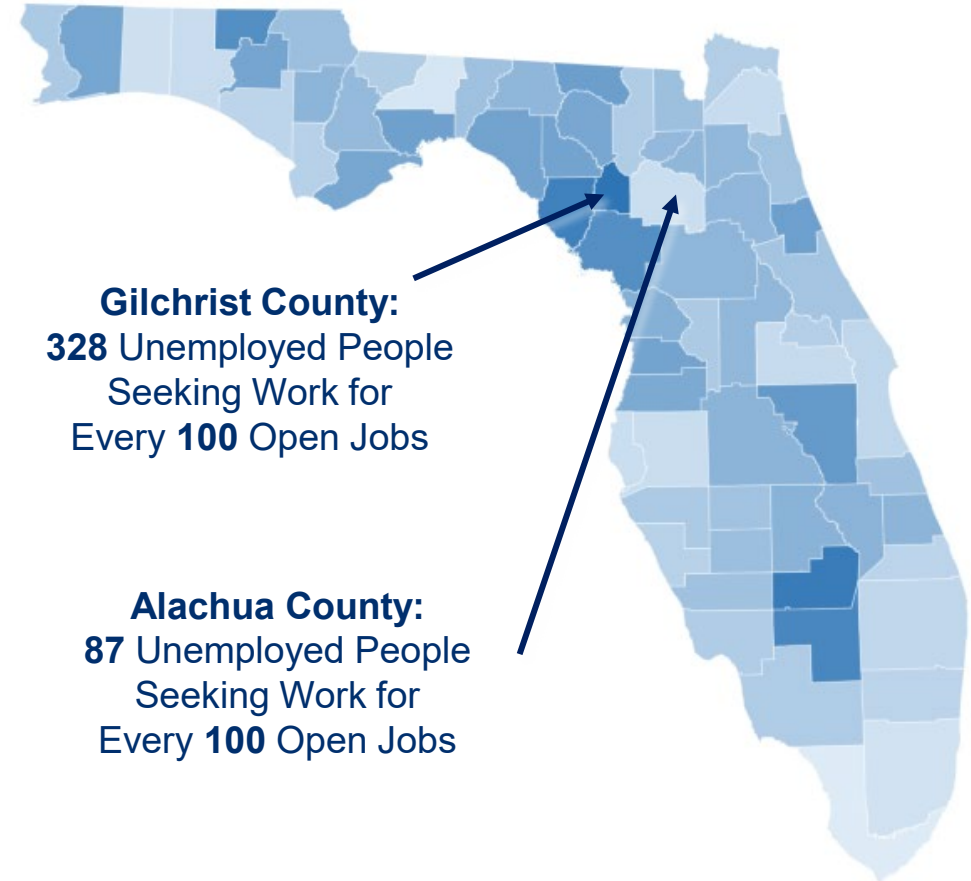 Gilchrist County:
328 Unemployed People
Seeking Work for
Every 100 Open Jobs
Alachua County:
87 Unemployed People
Seeking Work for
Every 100 Open Jobs